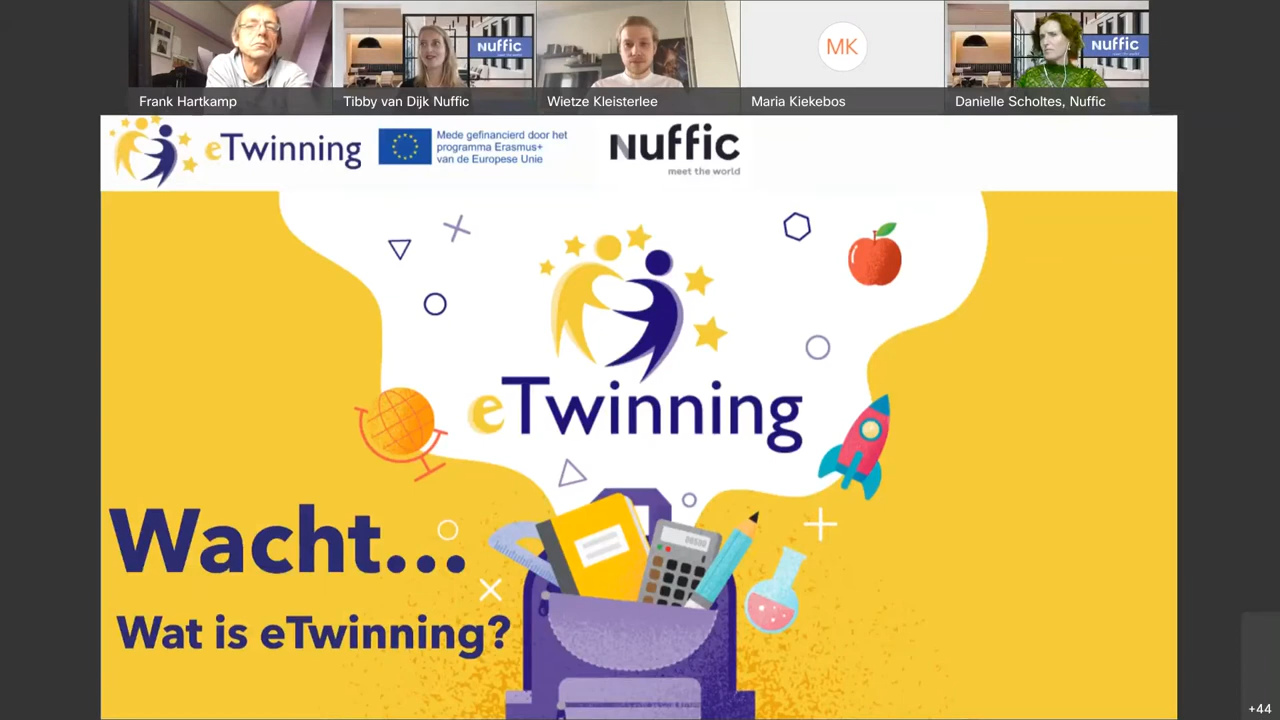 MK
Nuffic
Nuffic
Frank Hartkamp
Tibby van Dijk Nuffic
Wietze Kleisterlee
Maria Kiekebos
Danielle Scholtes, Nuffic
eTwinning
Mede gefinancierd door het
programma Erasmus+
van de Europese Unie
Nuffic
meet the world
eTwinning
Wacht...
Wat is eTwinning?
+44